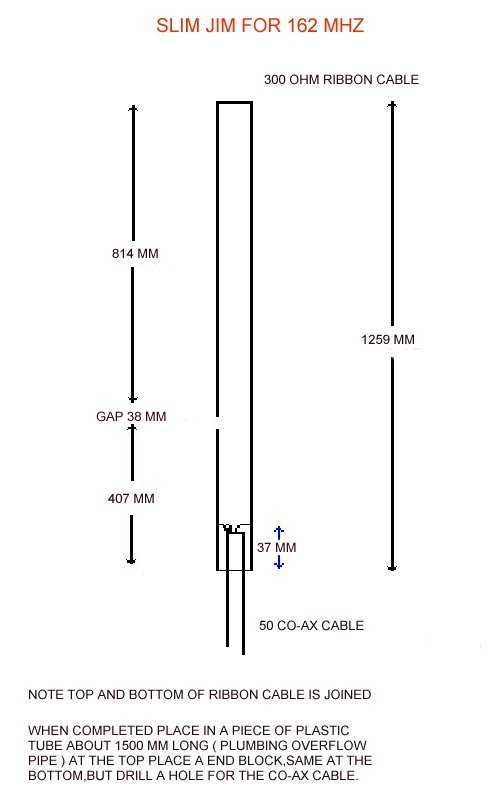 SLIM JIM FOR 162 MHZ
300 OHM RIBBON CABLE
814 MM
1259 MM
GAP 38 MM
407 MM
37 MM
50 CO-AX CABLE
NOTE TOP AND BOTTOM OF RIBBON CABLE IS JOINED
WHEN COMPLETED PLACE IN A PIECE OF PLASTIC
TUBE ABOUT 1500 MM LONG ( PLUMBING OVERFLOW
PIPE ) AT THE TOP PLACE A END BLOCK,SAME AT THE
BOTTOM,BUT DRILL A HOLE FOR THE CO-AX CABLE.